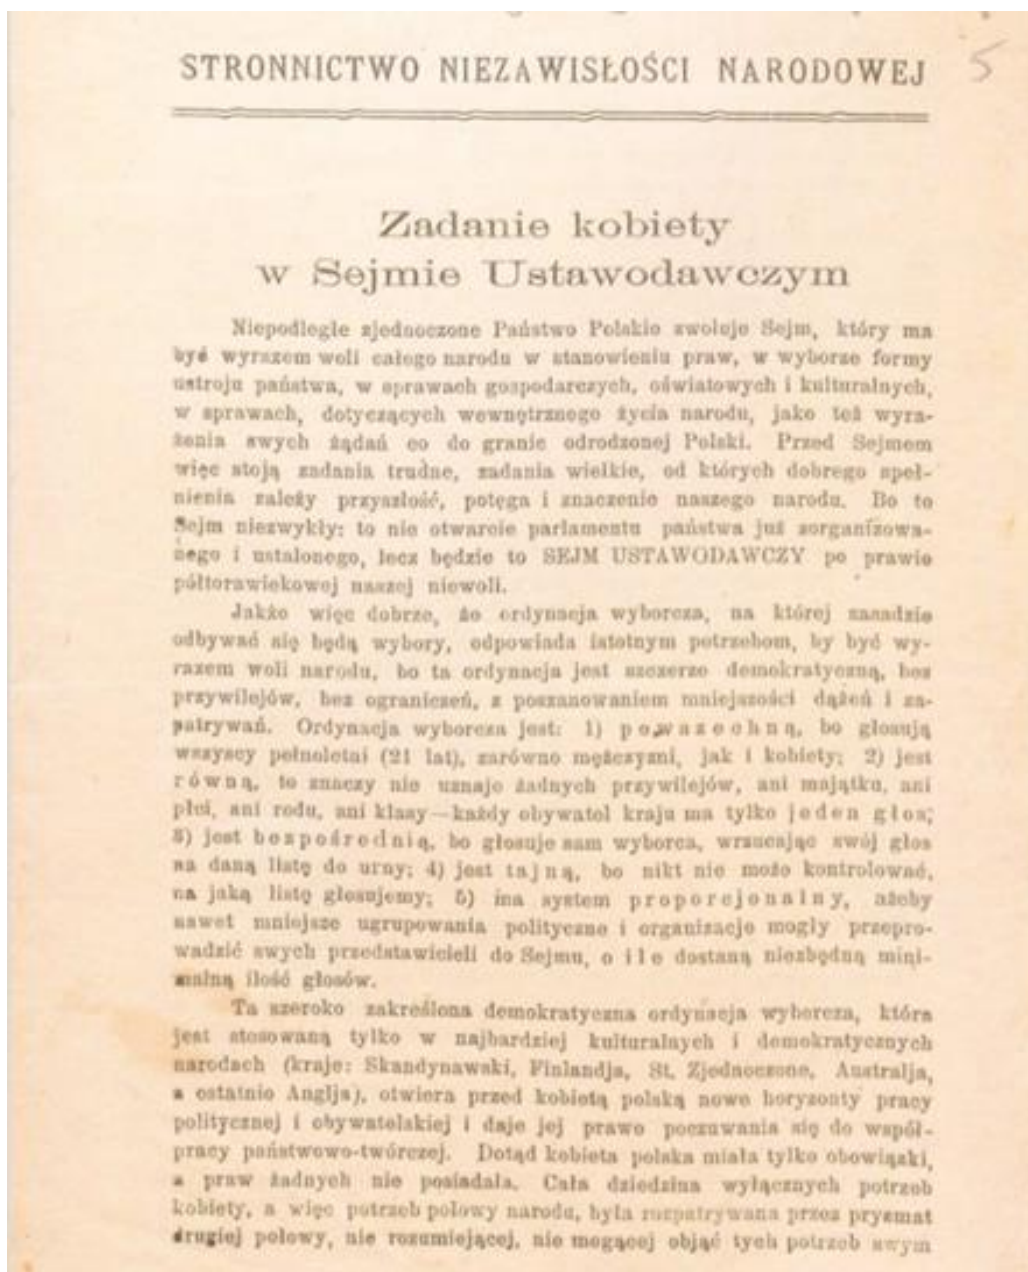 5
STRONNICTWO NIEZAWISŁOŚCI NARODOWEJ
Zadanie kobiety
w Sejmie Ustawodawczym
Niepodległe zjednoczone Państwo Polskie zwołuje Sejm, który ma
być wyrazem woli całego narodu w stanowieniu praw, w wyborze formy
ustroju państwa, w sprawach gospodarczych, oświatowych i kulturalnych,
w sprawach, dotyczących wewnętrznego życia narodu, jako też wyra-
żenia swych żądań co do granic odrodzonej Polski. Przed Sejmem
więc stoją zadania trudne, zadania wielkie, od których dobrego speł-
nienia zależy przyszłość, potęga i znaczenie naszego narodu. Bo to
Sejm niezwykły: to nie otwarcie parlamentu państwa już zorganizowa-
nego i ustalonego, lecz będzie to SEJM USTAWODAWCZY po prawie
półtorawiekowej naszej niewoli.
Jakże więc dobrze, że ordynacja wyborcza, na której zasadzie
odbywać się będą wybory, odpowiada istotnym potrzebom, by być wy-
razem woli narodu, bo ta ordynacja jest szczerze demokratyczną, bez
przywilejów, bez ograniczeń, z poszanowaniem mniejszości dążeń i za-
patrywań. Ordynacja wyborcza jest: 1) powszechną, bo głosują
wszyscy pełnoletni (21 lat), zarówno mężczyzni, jak i kobiety; 2) jest
równą, to znaczy nie uznaje żadnych przywilejów, ani majątku, ani
płci, ani rodu, ani klasy—każdy obywatel kraju ma tylko jeden głos;
3) jest bezpośrednią, bo głosuje sam wyborca, wrzucając swój głos
na daną listę do urny; 4) jest tajną, bo nikt nie może kontrolować,
na jaką listę głosujemy; 5) ma system proporcjonalny, ażeby
nawet mniejsze ugrupowania polityczne i organizacje mogły przepro-
wadzić swych przedstawicieli do Sejmu, o ile dostaną niezbędną mini-
malną ilość głosów.
Ta szeroko zakreślona demokratyczna ordynacja wyborcza, która
jest stosowaną tylko w najbardziej kulturalnych i demokratycznych
narodach (kraje: Skandynawski, Finlandja, St. Zjednoczone, Australja,
a ostatnio Anglja), otwiera przed kobietą polską nowe horyzonty pracy
politycznej i obywatelskiej i daje jej prawo poczuwania się do współ-
pracy państwowo-twórczej. Dotąd kobieta polska miała tylko obowiązki,
a praw żadnych nie posiadała. Cała dziedzina wyłącznych potrzeb
kobiety, a więc potrzeb połowy narodu, była rozpatrywana przez pryzmat
drugiej połowy, nie rozumiejącej, nie mogącej objąć tych potrzeb swym